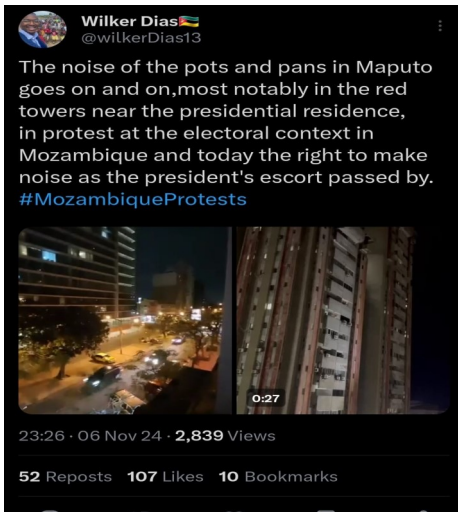 Wilker Dias🇲🇿
@wilkerDias13
The noise of the pots and pans in Maputo
goes on and on,most notably in the red
towers near the presidential residence,
in protest at the electoral context in
Mozambique and today the right to make
noise as the president's escort passed by.
#MozambiqueProtests
0:27
23:26 · 06 Nov 24 · 2,839 Views
52 Reposts 107 Likes 10 Bookmarks